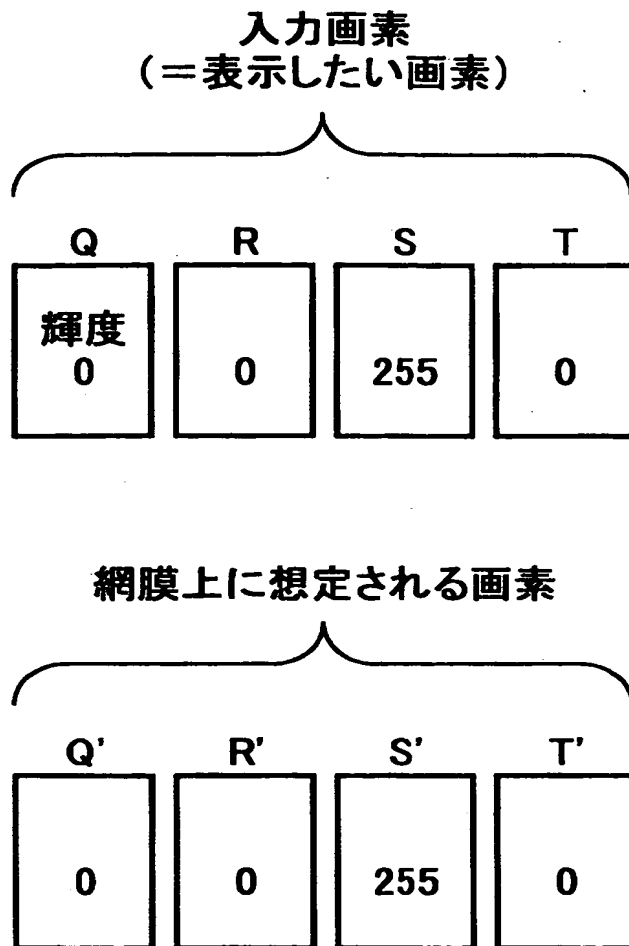 入力画素
(＝表示したい画素)
Q R S T
輝度
0 0 255 0
網膜上に想定される画素
Q' R' S' T'
0 0 255 0